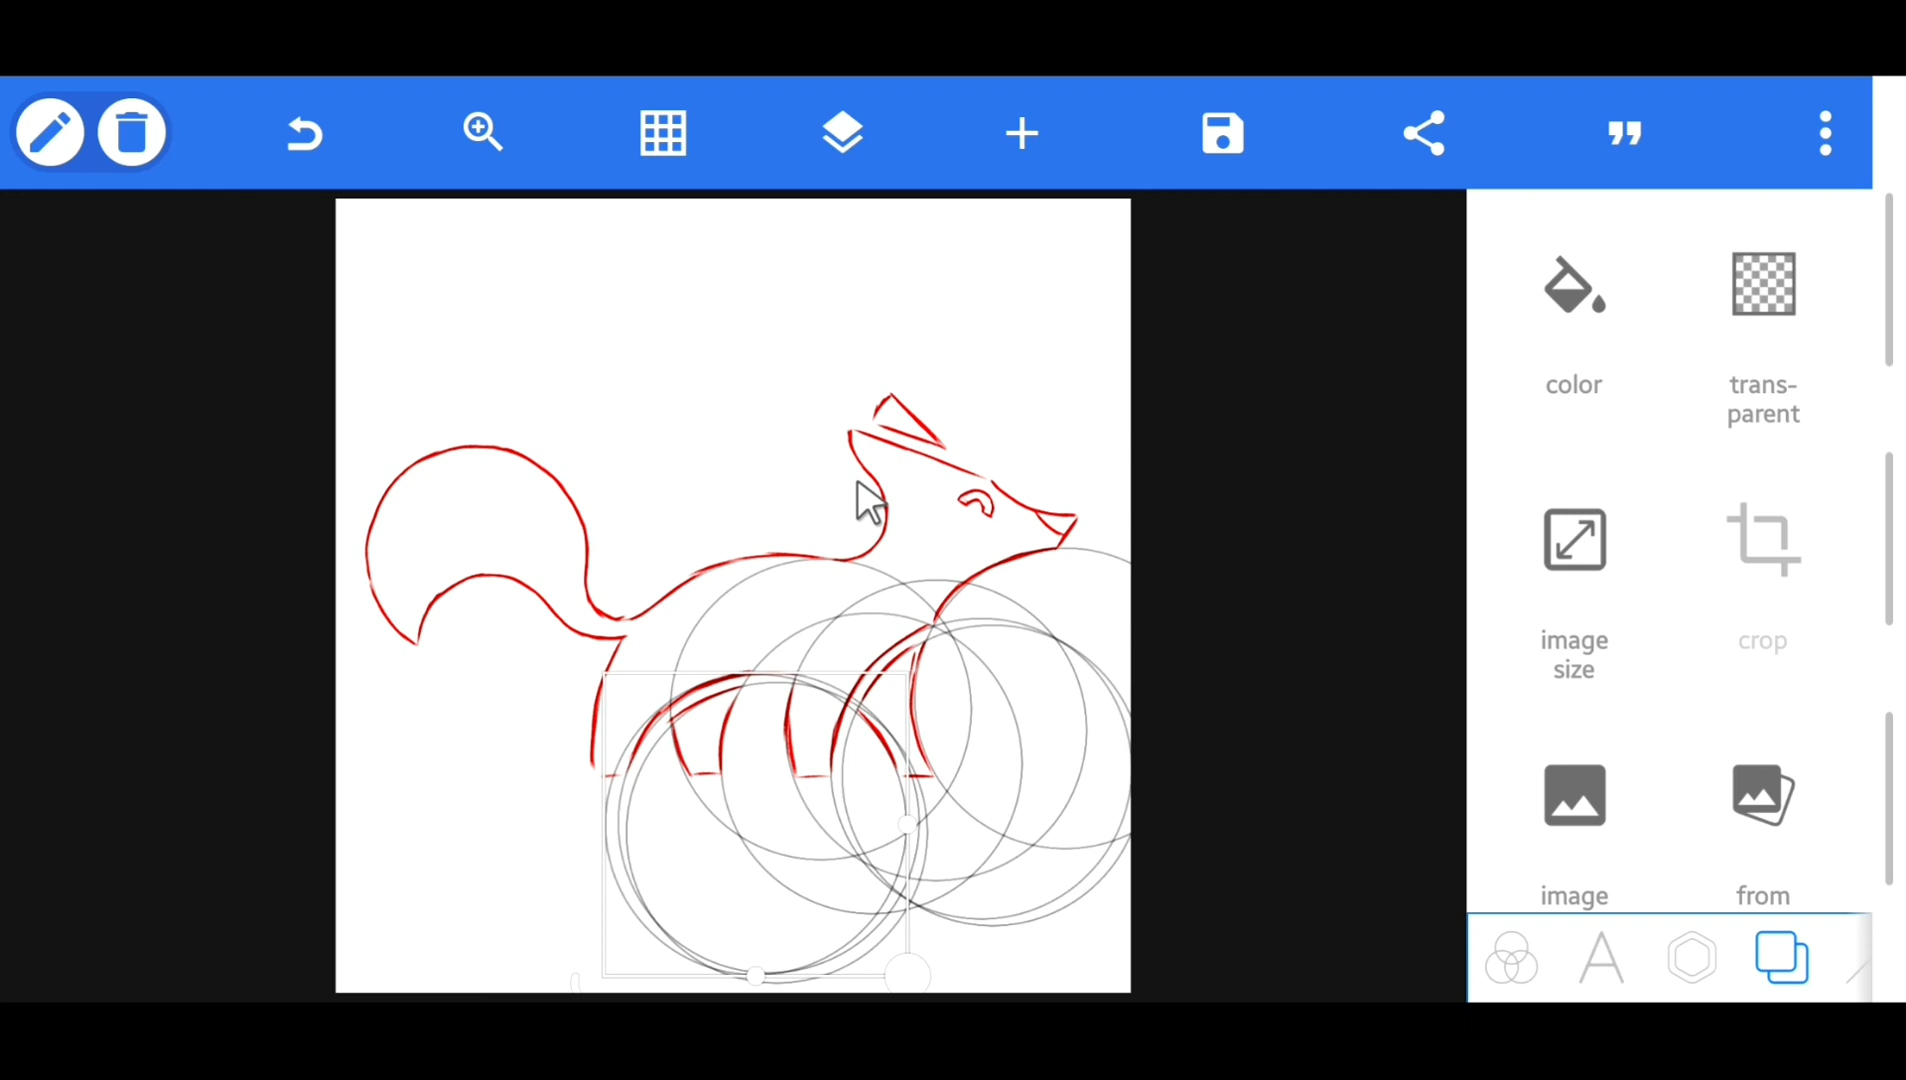 color
trans-
parent
image
size
crop
image
from